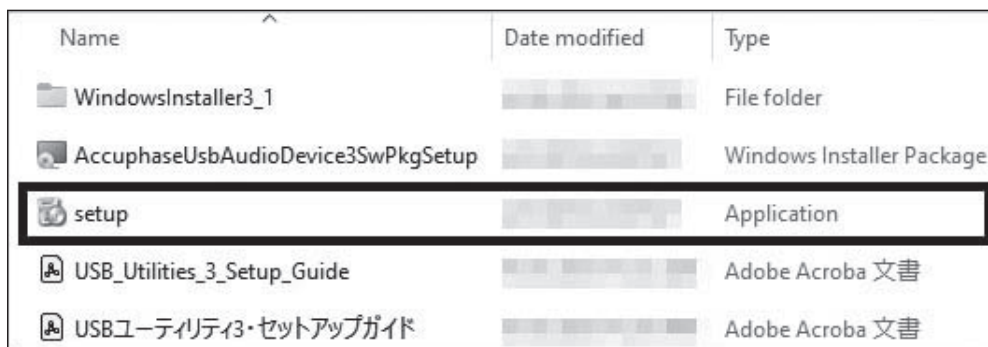 Name Date modified Type
WindowsInstaller3_1 File folder
AccuphaseUsbAudioDevice3SwPkgSetup Windows Installer Package
setup Application
USB_Utilities_3_Setup_Guide Adobe Acroba 文書
USBユーティリティ3・セットアップガイド Adobe Acroba 文書